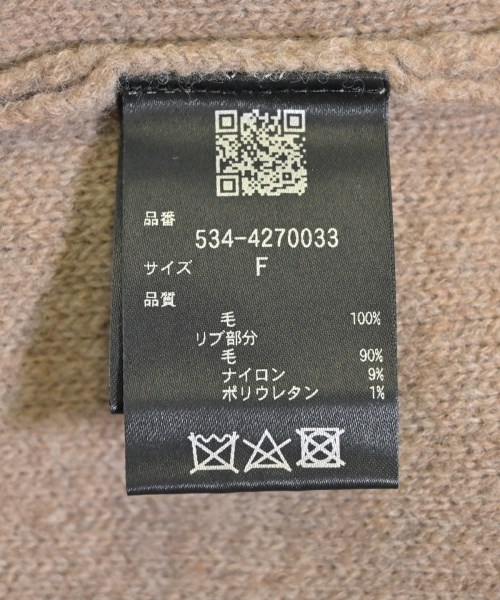 品番
534-4270033
サイズ F
品質
毛 100%
リブ部分
毛 90%
ナイロン 9%
ポリウレタン 1%